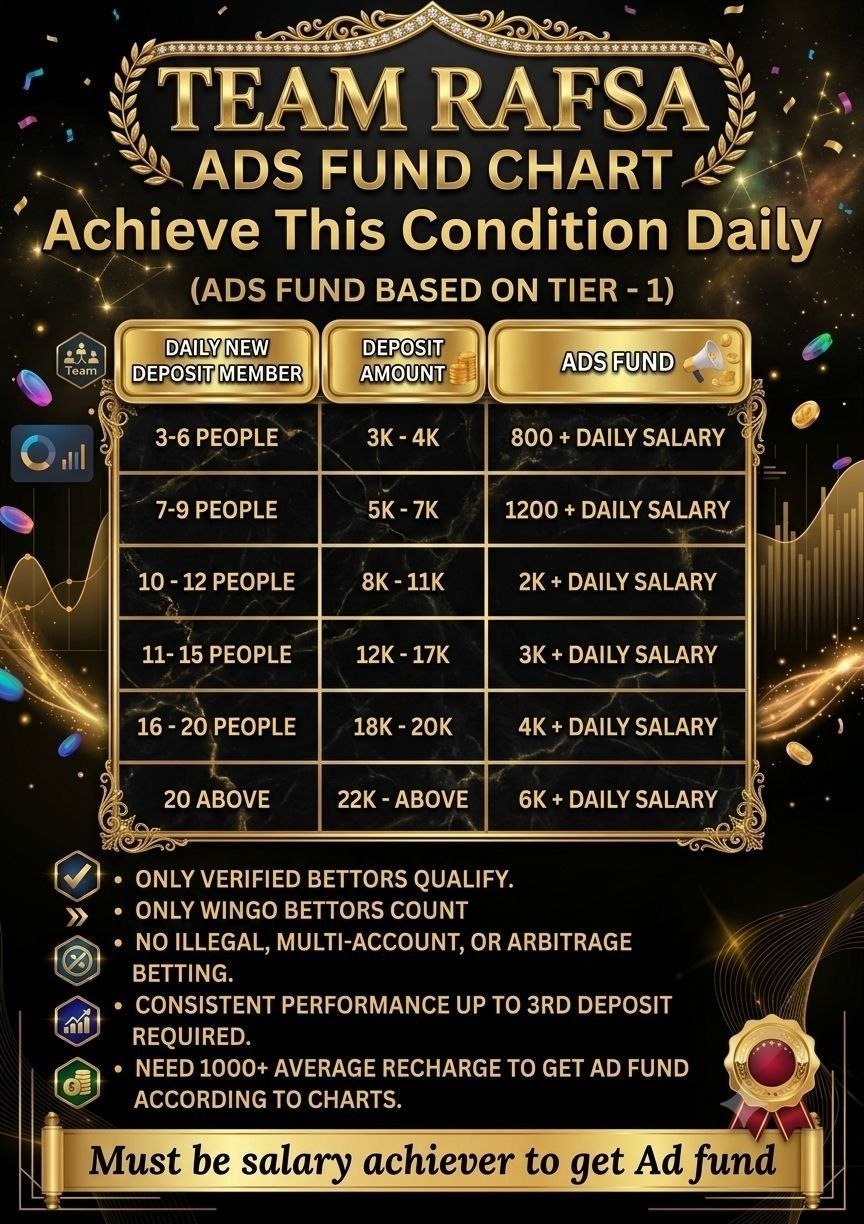 TEAM RAFSA
ADS FUND CHART
Achieve This Condition Daily
(ADS FUND BASED ON TIER - 1)
Team
DAILY NEW
DEPOSIT MEMBER
DEPOSIT
AMOUNT
ADS FUND
3-6 PEOPLE 3K - 4K 800 + DAILY SALARY
7-9 PEOPLE 5K - 7K 1200 + DAILY SALARY
10 - 12 PEOPLE 8K - 11K 2K + DAILY SALARY
11- 15 PEOPLE 12K - 17K 3K + DAILY SALARY
16 - 20 PEOPLE 18K - 20K 4K + DAILY SALARY
20 ABOVE 22K - ABOVE 6K + DAILY SALARY
• ONLY VERIFIED BETTORS QUALIFY.
• ONLY WINGO BETTORS COUNT
• NO ILLEGAL, MULTI-ACCOUNT, OR ARBITRAGE
BETTING.
• CONSISTENT PERFORMANCE UP TO 3RD DEPOSIT
REQUIRED.
• NEED 1000+ AVERAGE RECHARGE TO GET AD FUND
ACCORDING TO CHARTS.
Must be salary achiever to get Ad fund